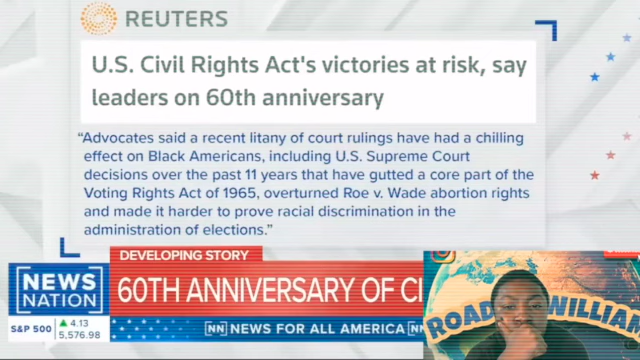 REUTERS
U.S. Civil Rights Act's victories at risk, say
leaders on 60th anniversary
“Advocates said a recent litany of court rulings have had a chilling
effect on Black Americans, including U.S. Supreme Court
decisions over the past 11 years that have gutted a core part of the
Voting Rights Act of 1965, overturned Roe v. Wade abortion rights
and made it harder to prove racial discrimination in the
administration of elections.”
DEVELOPING STORY
NEWS
NATION
60TH ANNIVERSARY OF CI
S&P 500
4.13
5,576.98
NN NEWS FOR ALL AMERICA NN
ROAD WILLIAM